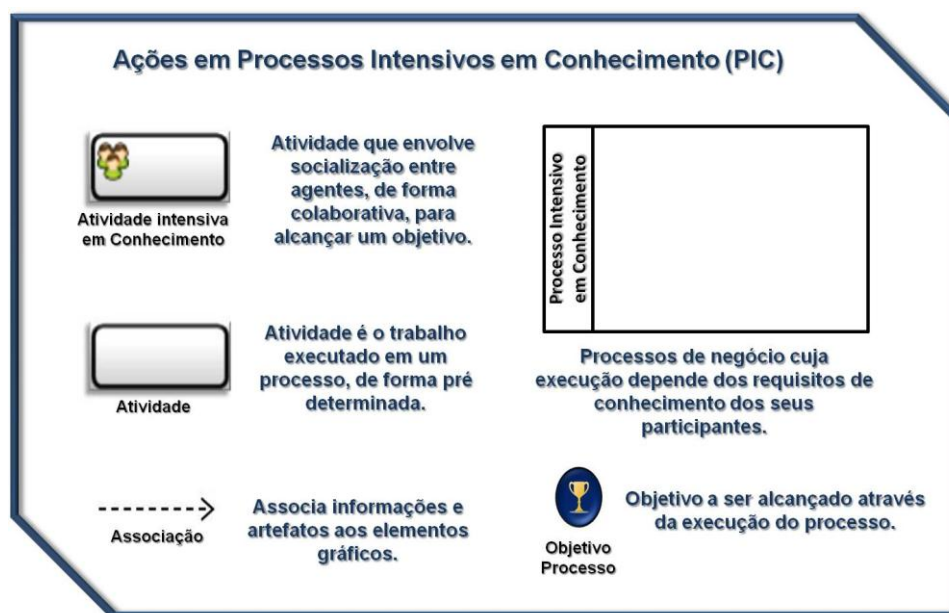 Ações em Processos Intensivos em Conhecimento (PIC)
Atividade intensiva
em Conhecimento
Atividade que envolve
socialização entre
agentes, de forma
colaborativa, para
alcançar um objetivo.
Atividade
Atividade é o trabalho
executado em um
processo, de forma pré
determinada.
Associação
Associa informações e
artefatos aos elementos
gráficos.
Processo Intensivo
em Conhecimento
Processos de negócio cuja
execução depende dos requisitos de
conhecimento dos seus
participantes.
Objetivo
Processo
Objetivo a ser alcançado através
da execução do processo.